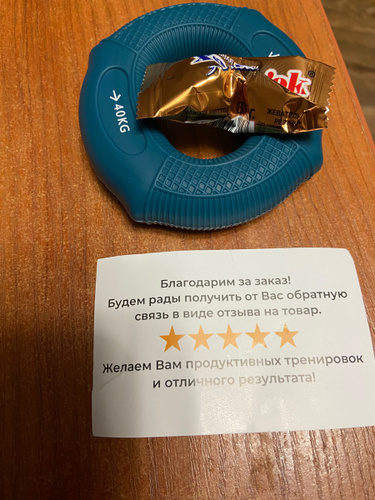 40KG
Благодарим за заказ!
Будем рады получить от Вас обратную
связь в виде отзыва на товар.
Желаем Вам продуктивных тренировок
и отличного результата!